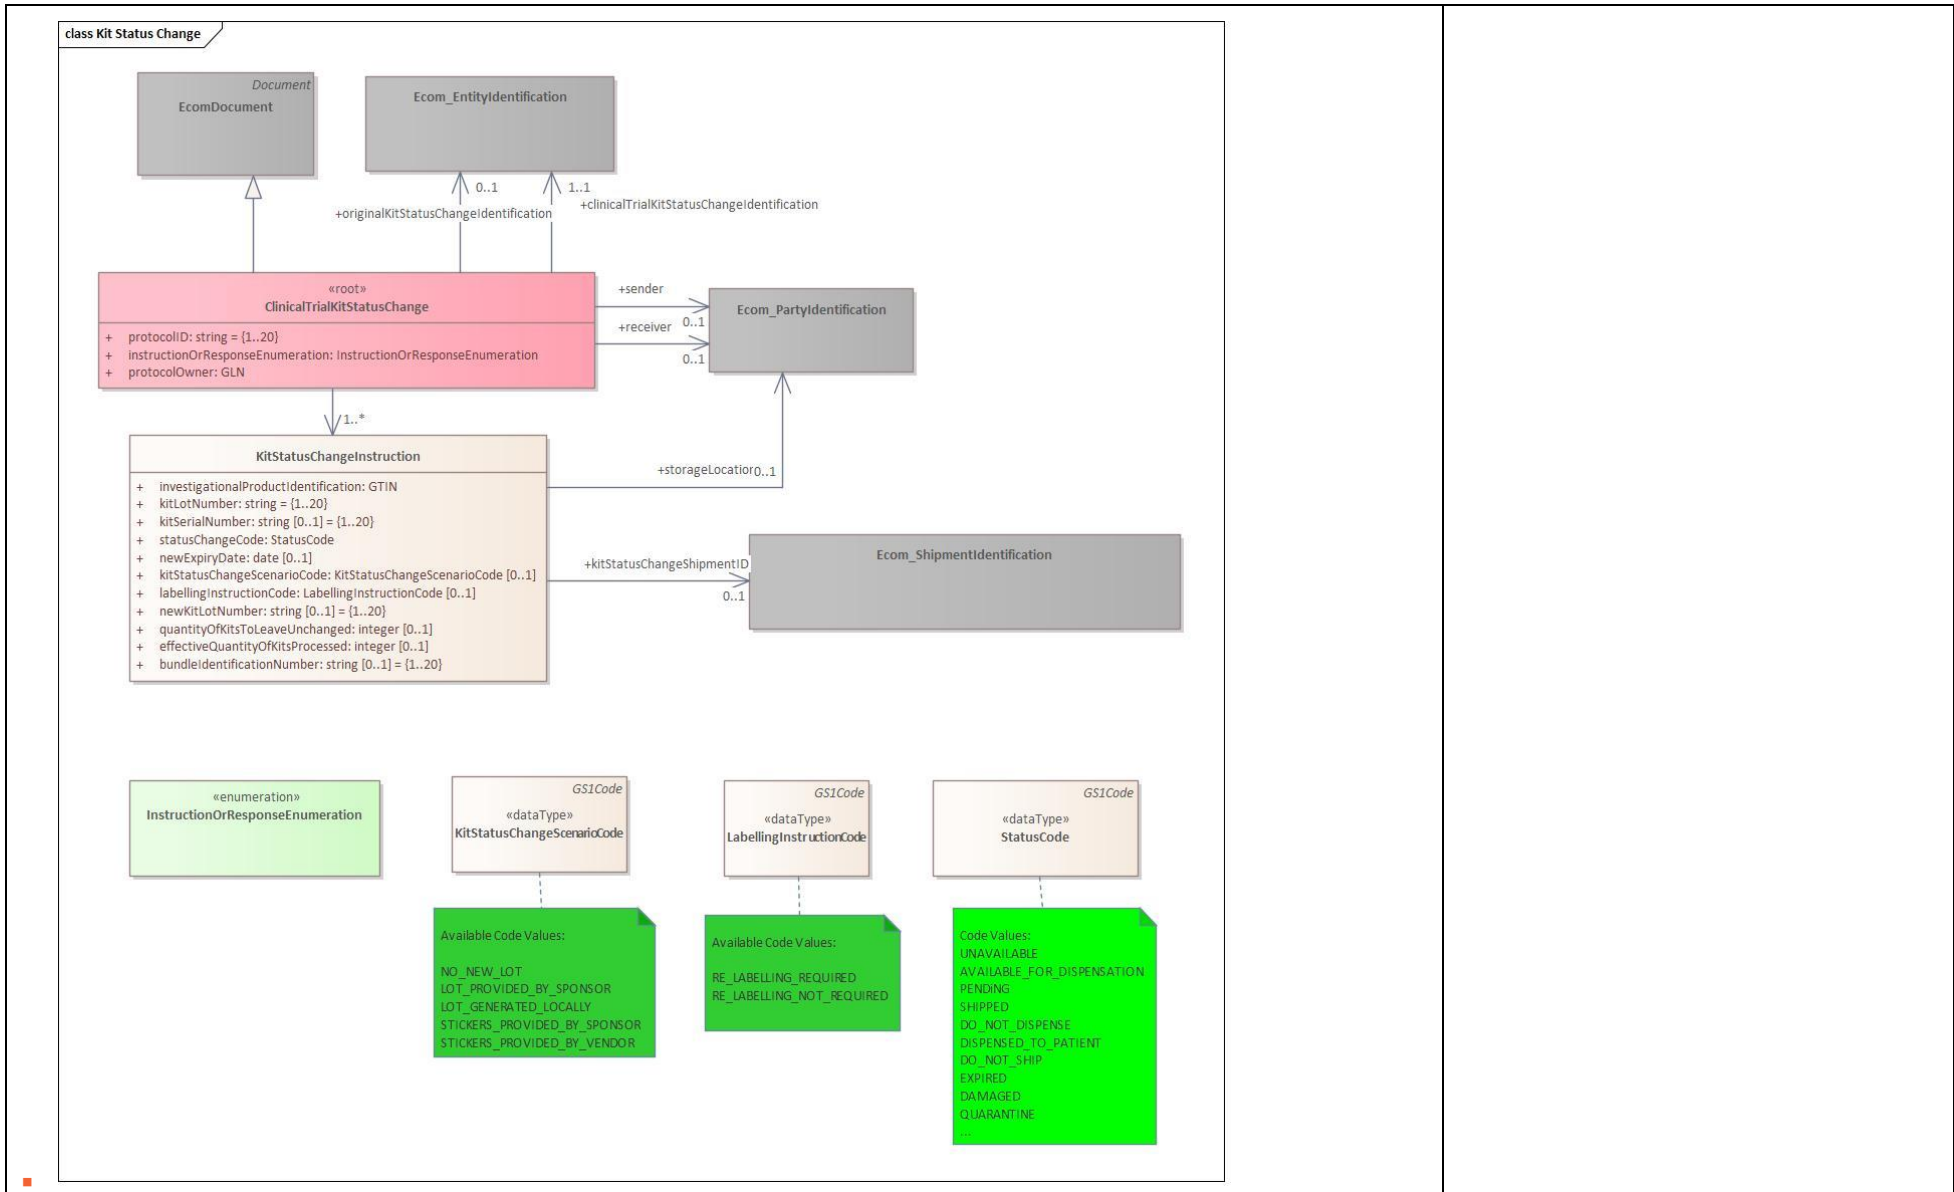 class Kit Status Change
Document
EcomDocument
Ecom_EntityIdentification
0..1
1..1
+originalKitStatusChangeIdentification
+clinicalTrialKitStatusChangeIdentification
«root»
ClinicalTrialKitStatusChange
+ protocolID: string = {1..20}
+ instructionOrResponseEnumeration: InstructionOrResponseEnumeration
+ protocolOwner: GLN
+sender
0..1
+receiver
0..1
Ecom_PartyIdentification
1..*
KitStatusChangeInstruction
+ investigationalProductIdentification: GTIN
+ kitLotNumber: string = {1..20}
+ kitSerialNumber: string [0..1] = {1..20}
+ statusChangeCode: StatusCode
+ newExpiryDate: date [0..1]
+ kitStatusChangeScenarioCode: KitStatusChangeScenarioCode [0..1]
+ labellingInstructionCode: LabellingInstructionCode [0..1]
+ newKitLotNumber: string [0..1] = {1..20}
+ quantityOfKitsToLeaveUnchanged: integer [0..1]
+ effectiveQuantityOfKitsProcessed: integer [0..1]
+ bundleIdentificationNumber: string [0..1] = {1..20}
+storageLocation
0..1
+kitStatusChangeShipmentID
0..1
Ecom_ShipmentIdentification
«enumeration»
InstructionOrResponseEnumeration
GS1Code
«dataType»
KitStatusChangeScenarioCode
GS1Code
«dataType»
LabellingInstructionCode
GS1Code
«dataType»
StatusCode
Available Code Values:
NO_NEW_LOT
LOT_PROVIDED_BY_SPONSOR
LOT_GENERATED_LOCALLY
STICKERS_PROVIDED_BY_SPONSOR
STICKERS_PROVIDED_BY_VENDOR
Available Code Values:
RE_LABELLING_REQUIRED
RE_LABELLING_NOT_REQUIRED
Code Values:
UNAVAILABLE
AVAILABLE_FOR_DISPENSATION
PENDING
SHIPPED
DO_NOT_DISPENSE
DISPENSED_TO_PATIENT
DO_NOT_SHIP
EXPIRED
DAMAGED
QUARANTINE
...